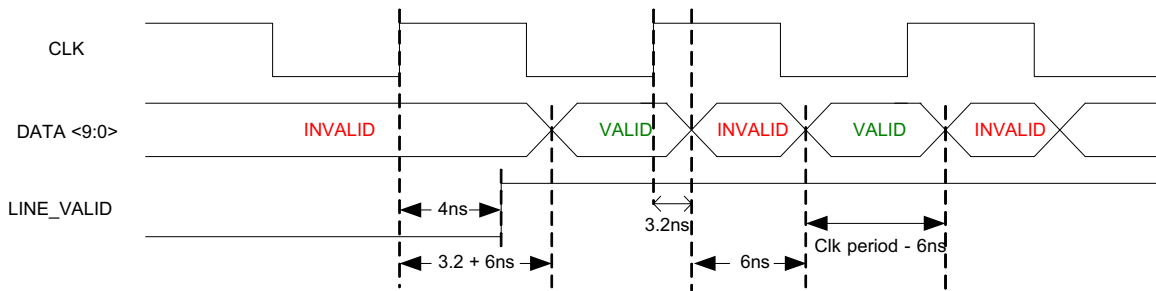 CLK
DATA <9:0>
INVALID
VALID
INVALID
VALID
INVALID
LINE_VALID
4ns
3.2ns
Clk period - 6ns
3.2 + 6ns
6ns